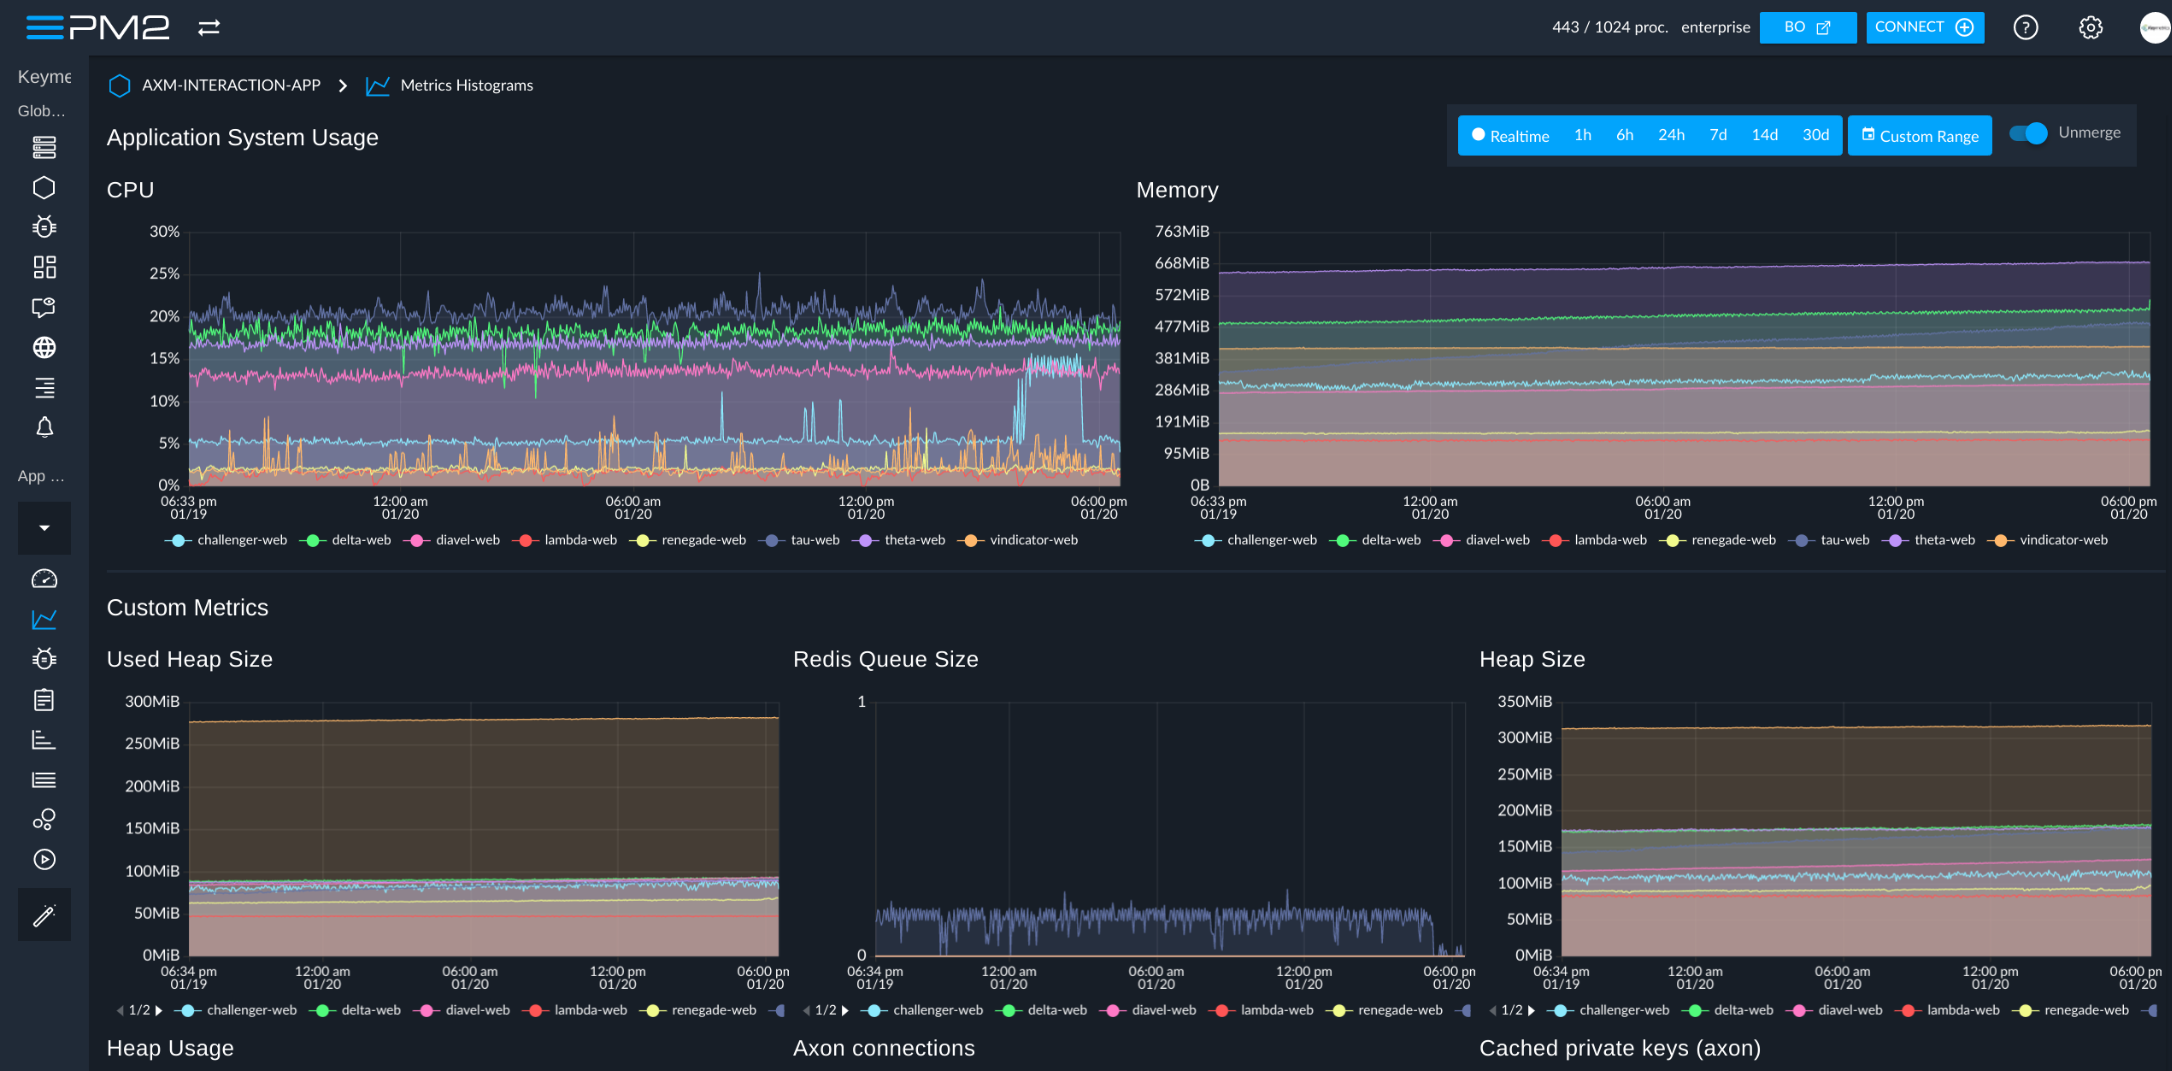 PM2
443 / 1024 proc. enterprise BO CONNECT
Keyme
Glob...
App ...
AXM-INTERACTION-APP Metrics Histograms
Application System Usage
Realtime 1h 6h 24h 7d 14d 30d Custom Range Unmerge
CPU
30%
25%
20%
15%
10%
5%
0%
06:33 pm 12:00 am 06:00 am 12:00 pm 06:00 pm
01/19 01/20 01/20 01/20 01/20
challenger-web delta-web diavel-web lambda-web renegade-web tau-web theta-web vindicator-web
Memory
763MiB
668MiB
572MiB
477MiB
381MiB
286MiB
191MiB
95MiB
0B
06:33 pm 12:00 am 06:00 am 12:00 pm 06:00 pm
01/19 01/20 01/20 01/20 01/20
challenger-web delta-web diavel-web lambda-web renegade-web tau-web theta-web vindicator-web
Custom Metrics
Used Heap Size
300MiB
250MiB
200MiB
150MiB
100MiB
50MiB
0MiB
06:34 pm 12:00 am 06:00 am 12:00 pm 06:00 pn
01/19 01/20 01/20 01/20 01/20
1/2 challenger-web delta-web diavel-web lambda-web renegade-web
Redis Queue Size
1
0
06:34 pm 12:00 am 06:00 am 12:00 pm 06:00 pn
01/19 01/20 01/20 01/20 01/20
1/2 challenger-web delta-web diavel-web lambda-web renegade-web
Heap Size
350MiB
300MiB
250MiB
200MiB
150MiB
100MiB
50MiB
0MiB
06:34 pm 12:00 am 06:00 am 12:00 pm 06:00 pn
01/19 01/20 01/20 01/20 01/20
1/2 challenger-web delta-web diavel-web lambda-web renegade-web
Heap Usage
Axon connections
Cached private keys (axon)